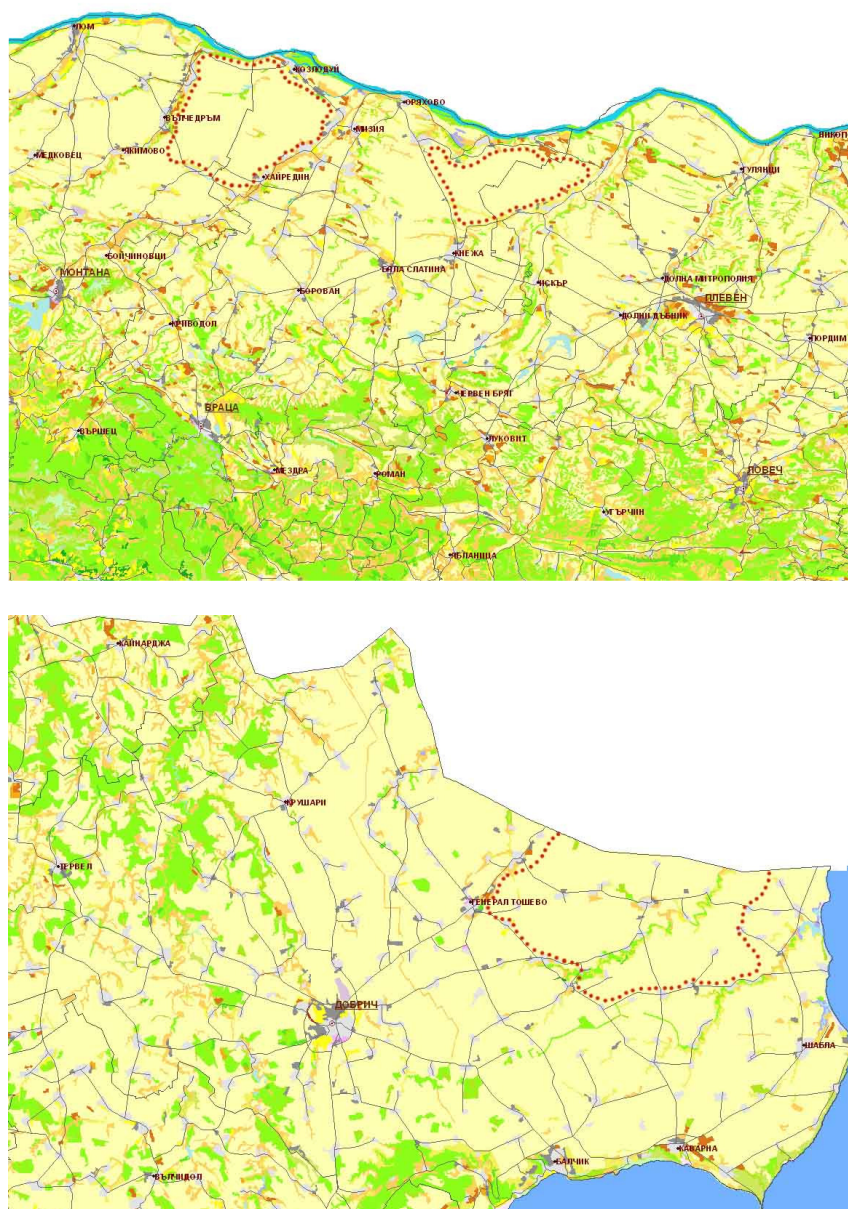 ЛОМ
КОЗЛОДУЙ
ОРЯХОВО
ВЪЛЧЕДРЪМ
МИЗИЯ
НИКОП
МЕДКОВЕЦ
ЯКИМОВО
ГУЛЯНЦИ
ХАЙРЕДИН
БОЙЧИНОВЦИ
КНЕЖА
МОНТАНА
БЯЛА СЛАТИНА
ДОЛНА МИТРОПОЛИЯ
БОРОВАН
ИСКЪР
ПЛЕВЕН
КРИВОДОЛ
ДОЛНИ ДЪБНИК
ПОРДИМ
ЧЕРВЕН БРЯГ
ВРАЦА
ВЪРШЕЦ
ЛУКОВИТ
МЕЗДРА
РОМАН
ЛОВЕЧ
УГЪРЧИН
ЯБЛАНИЦА
КАЙНАРДЖА
КРУШАРИ
ТЕРВЕЛ
ГЕНЕРАЛ ТОШЕВО
ДОБРИЧ
ШАБЛА
КАВАРНА
БАЛЧИК
ВЪЛЧИДОЛ